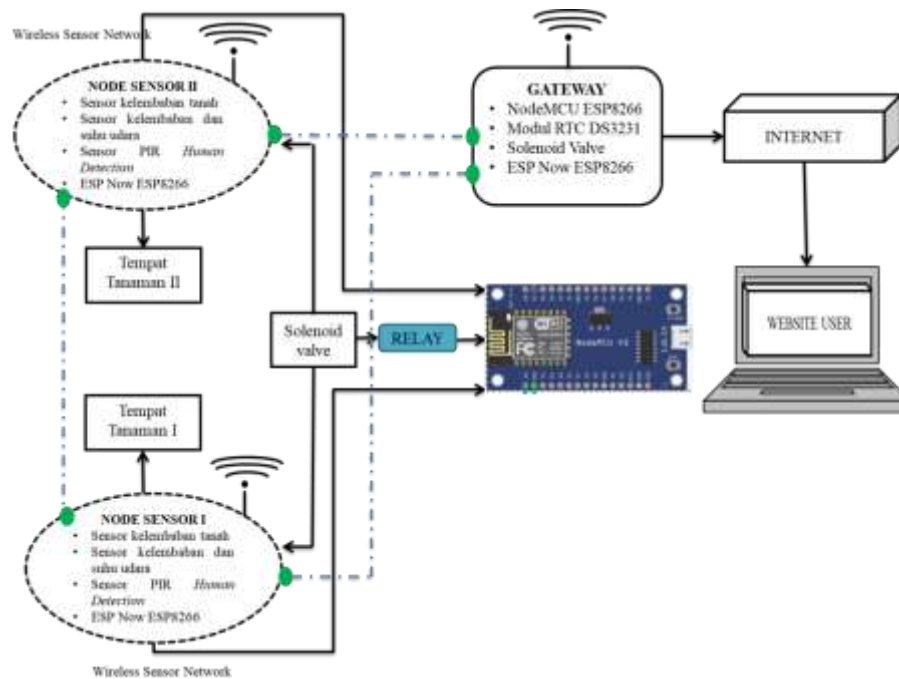 Wireless Sensor Network
NODE SENSOR II
• Sensor kelembaban tanah
• Sensor kelembaban dan
suhu udara
• Sensor PIR Human
Detection
• ESP Now ESP8266
GATEWAY
• NodeMCU ESP8266
• Modul RTC DS3231
• Solenoid Valve
• ESP Now ESP8266
INTERNET
Tempat
Tanaman II
Solenoid
valve
RELAY
NodeMCU
WEBSITE USER
Tempat
Tanaman I
NODE SENSOR I
• Sensor kelembaban tanah
• Sensor kelembaban dan
suhu udara
• Sensor PIR Human
Detection
• ESP Now ESP8266
Wireless Sensor Network